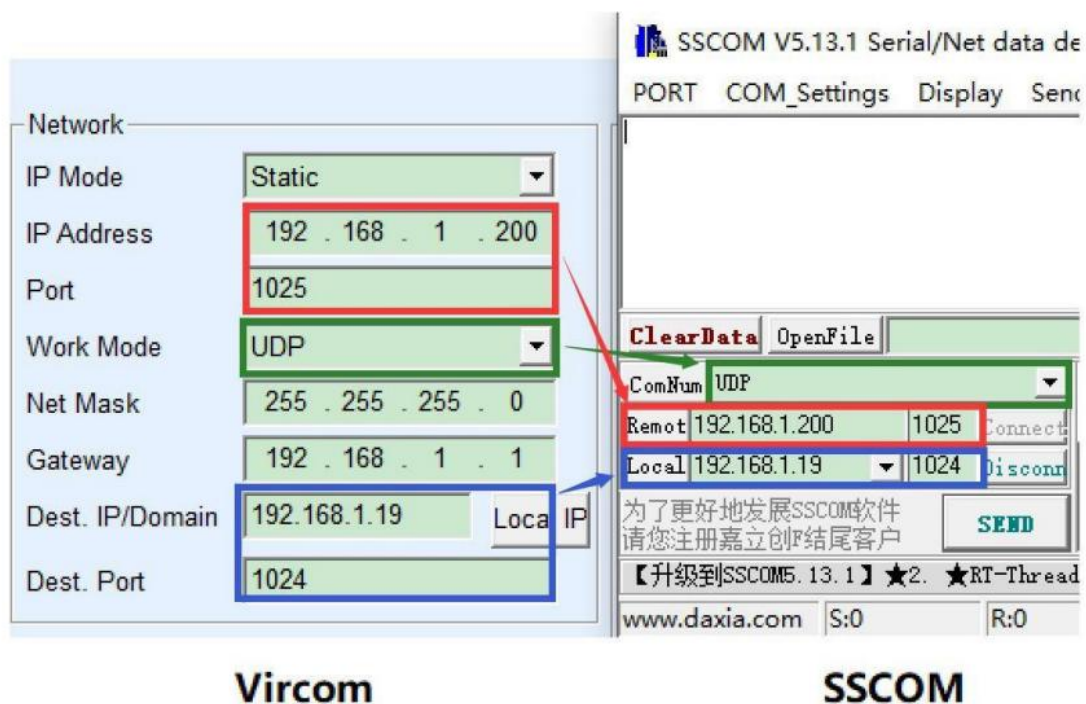 SSCOM V5.13.1 Serial/Net data de
PORT COM_Settings Display Send
Network
IP Mode Static
IP Address 192 . 168 . 1 . 200
Port 1025
Work Mode UDP
Net Mask 255 . 255 . 255 . 0
Gateway 192 . 168 . 1 . 1
Dest. IP/Domain 192.168.1.19 Local IP
Dest. Port 1024
ClearData OpenFile
ComNum UDP
Remot 192.168.1.200 1025 Connect
Local 192.168.1.19 1024 Disconn
为了更好地发展SSCOM软件
请您注册嘉立创F结尾客户
SEND
【升级到SSCOM5.13.1】★2. ★RT-Thread
www.daxia.com S:0 R:0
Vircom
SSCOM